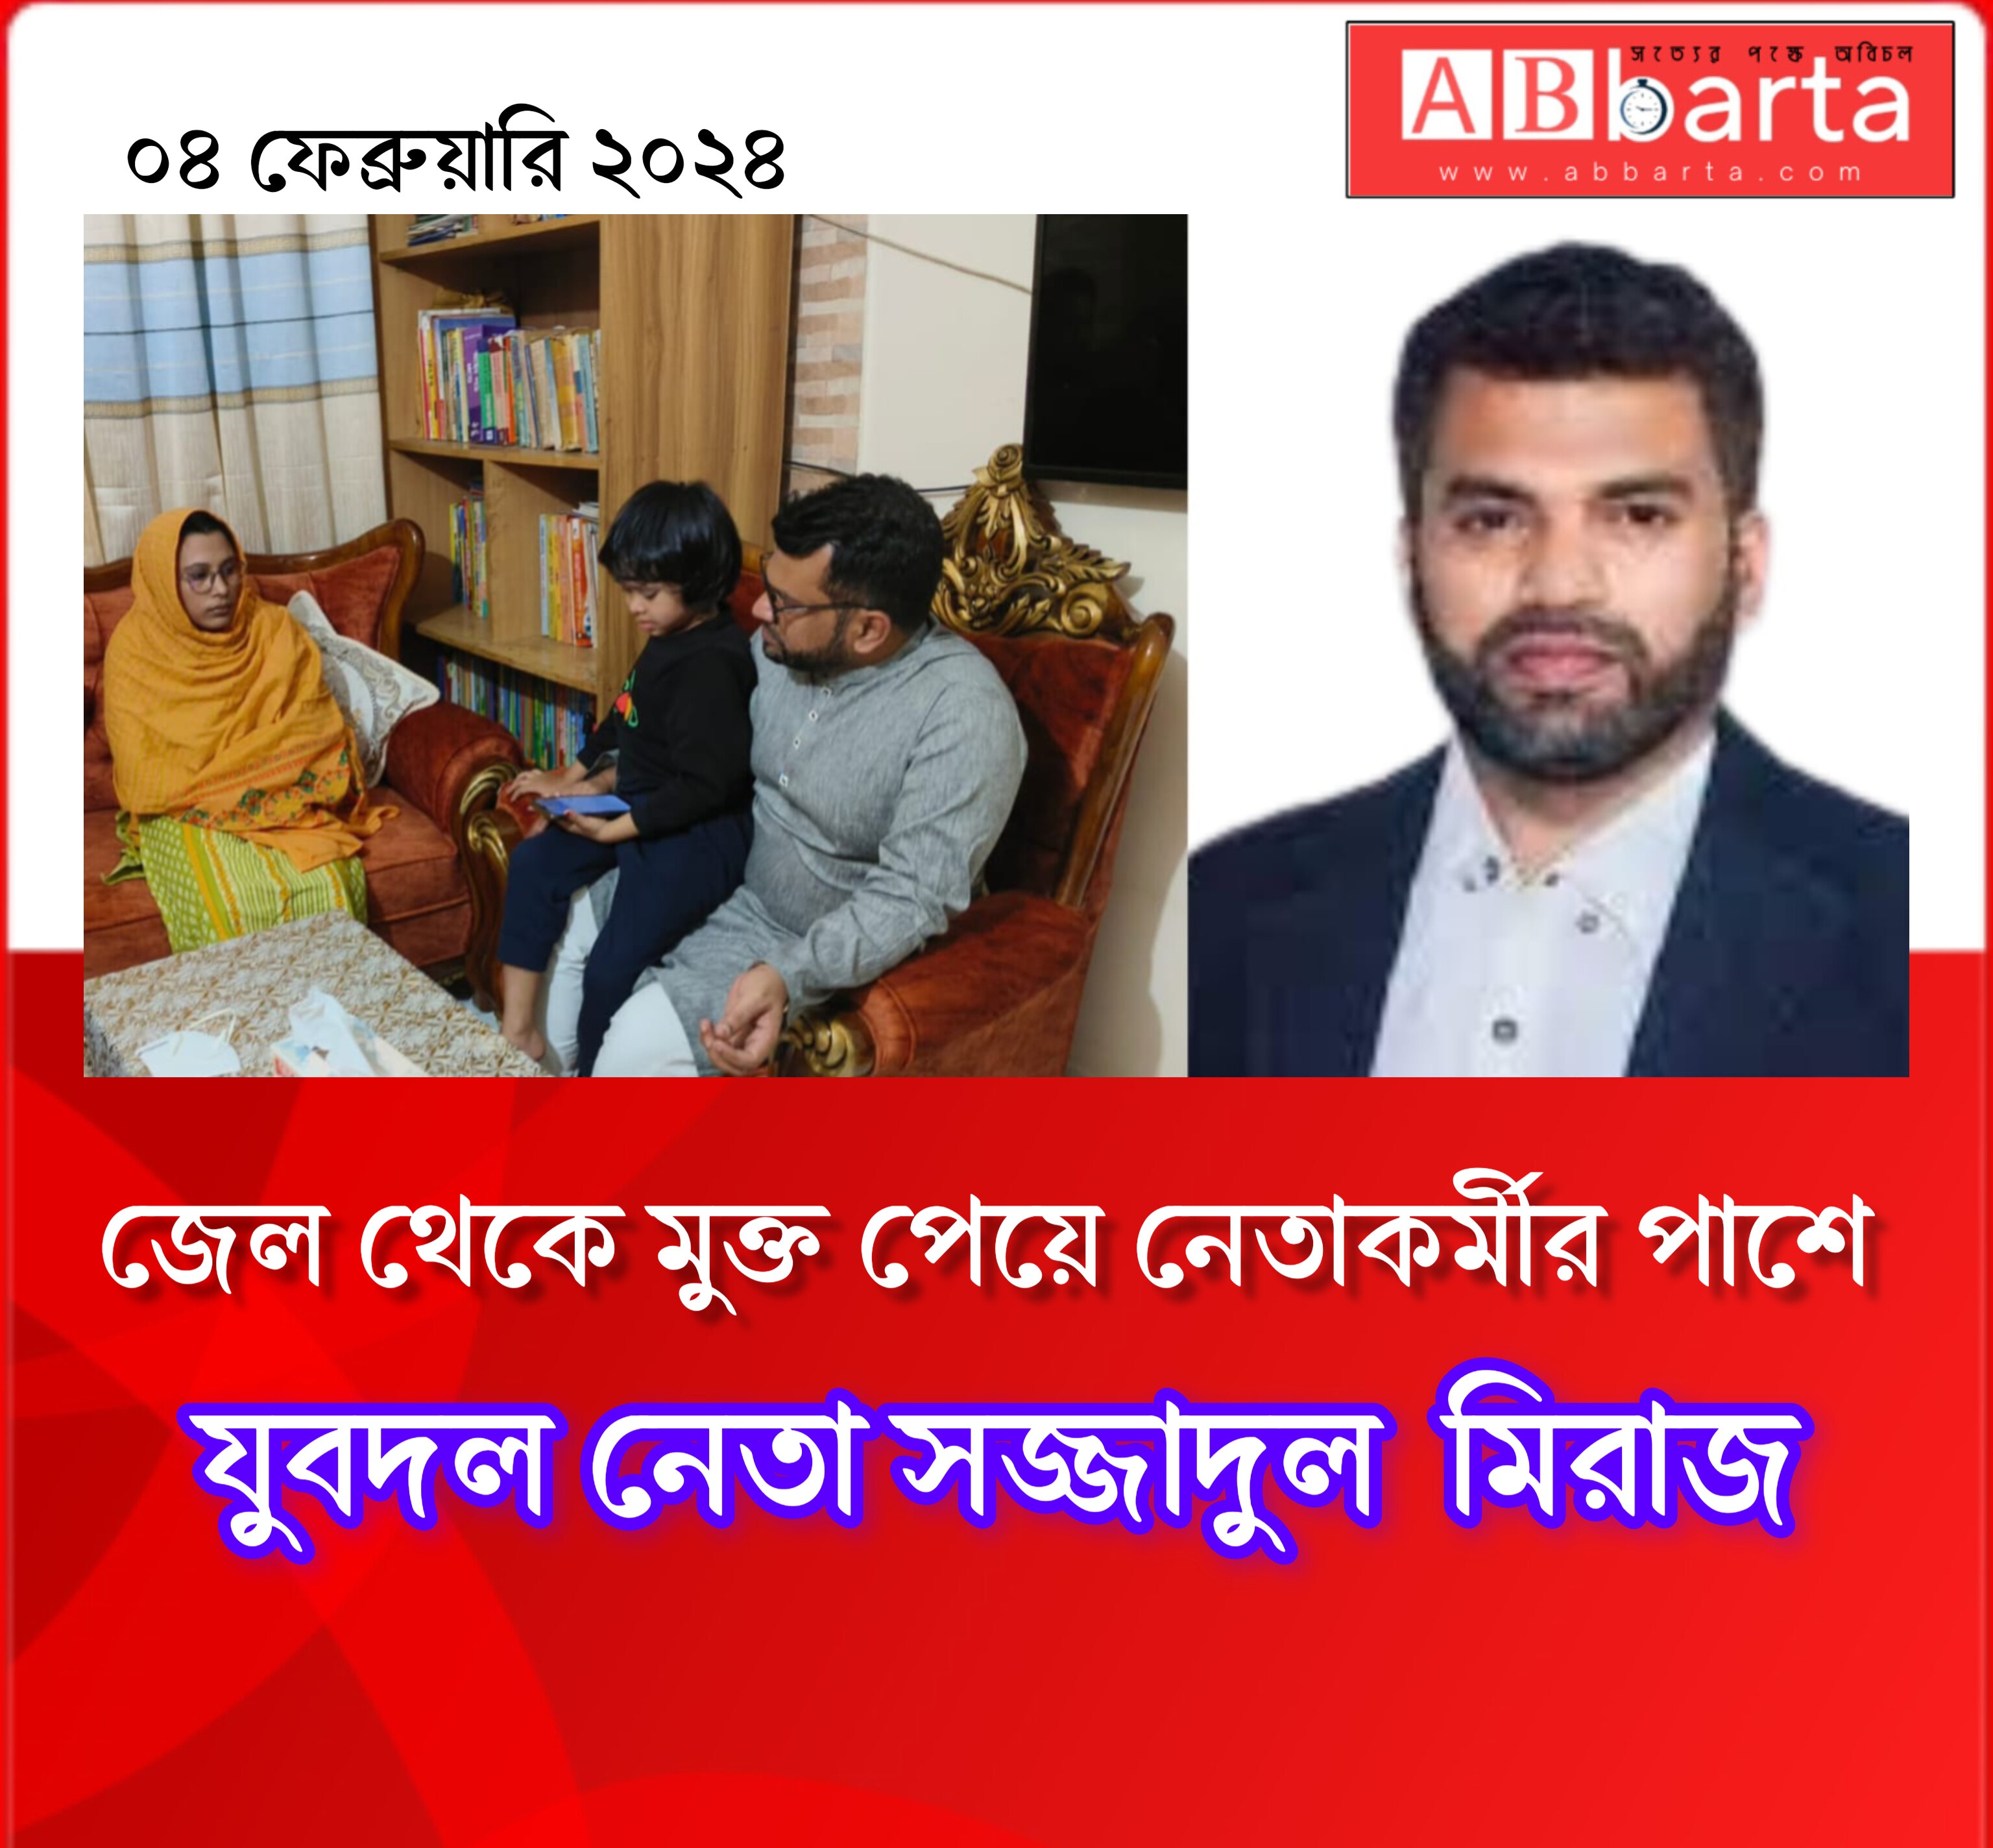 সত্যের পক্ষে অবিচল
ABbarta
www.abbarta.com
০৪ ফেব্রুয়ারি ২০২৪
জেল থেকে মুক্ত পেয়ে নেতাকর্মীর পাশে
যুবদল নেতা সজ্জাদুল মিরাজ